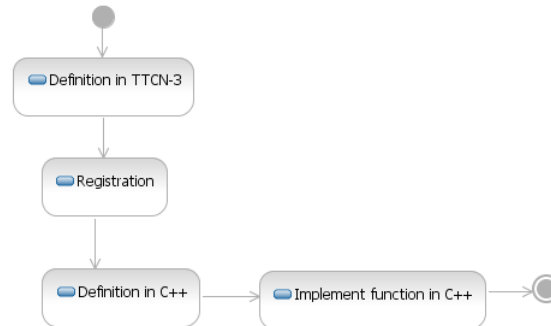 Definition in TTCN-3
Registration
Definition in C++
Implement function in C++